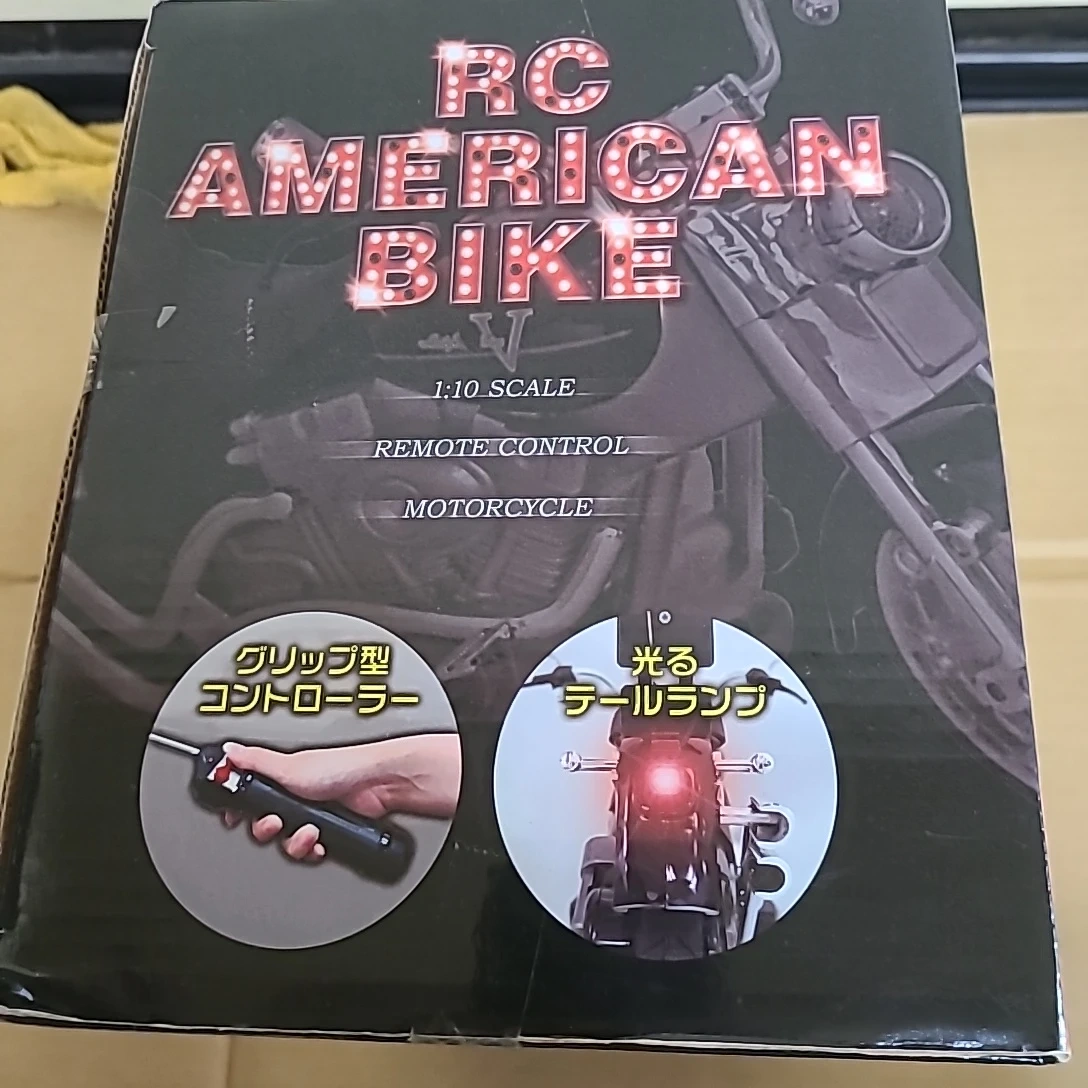 RC
AMERICAN
BIKE
1:10 SCALE
REMOTE CONTROL
MOTORCYCLE
グリップ型
コントローラー
光る
テールランプ